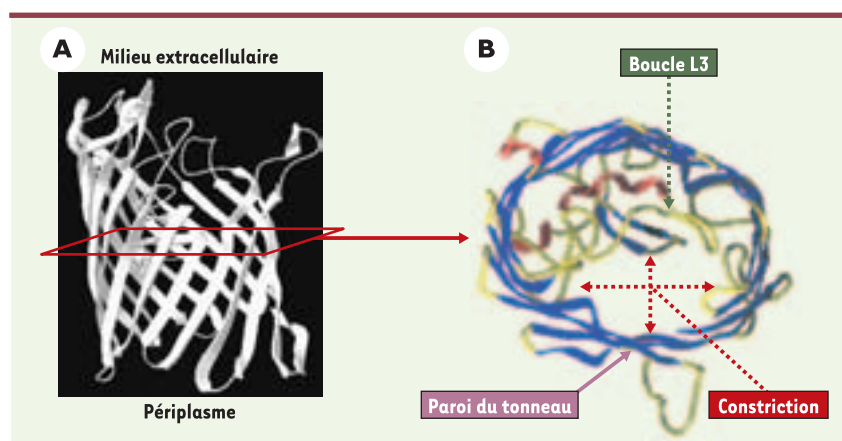 A
Milieu extracellulaire
Périplasme
B
Boucle L3
Paroi du tonneau
Constriction